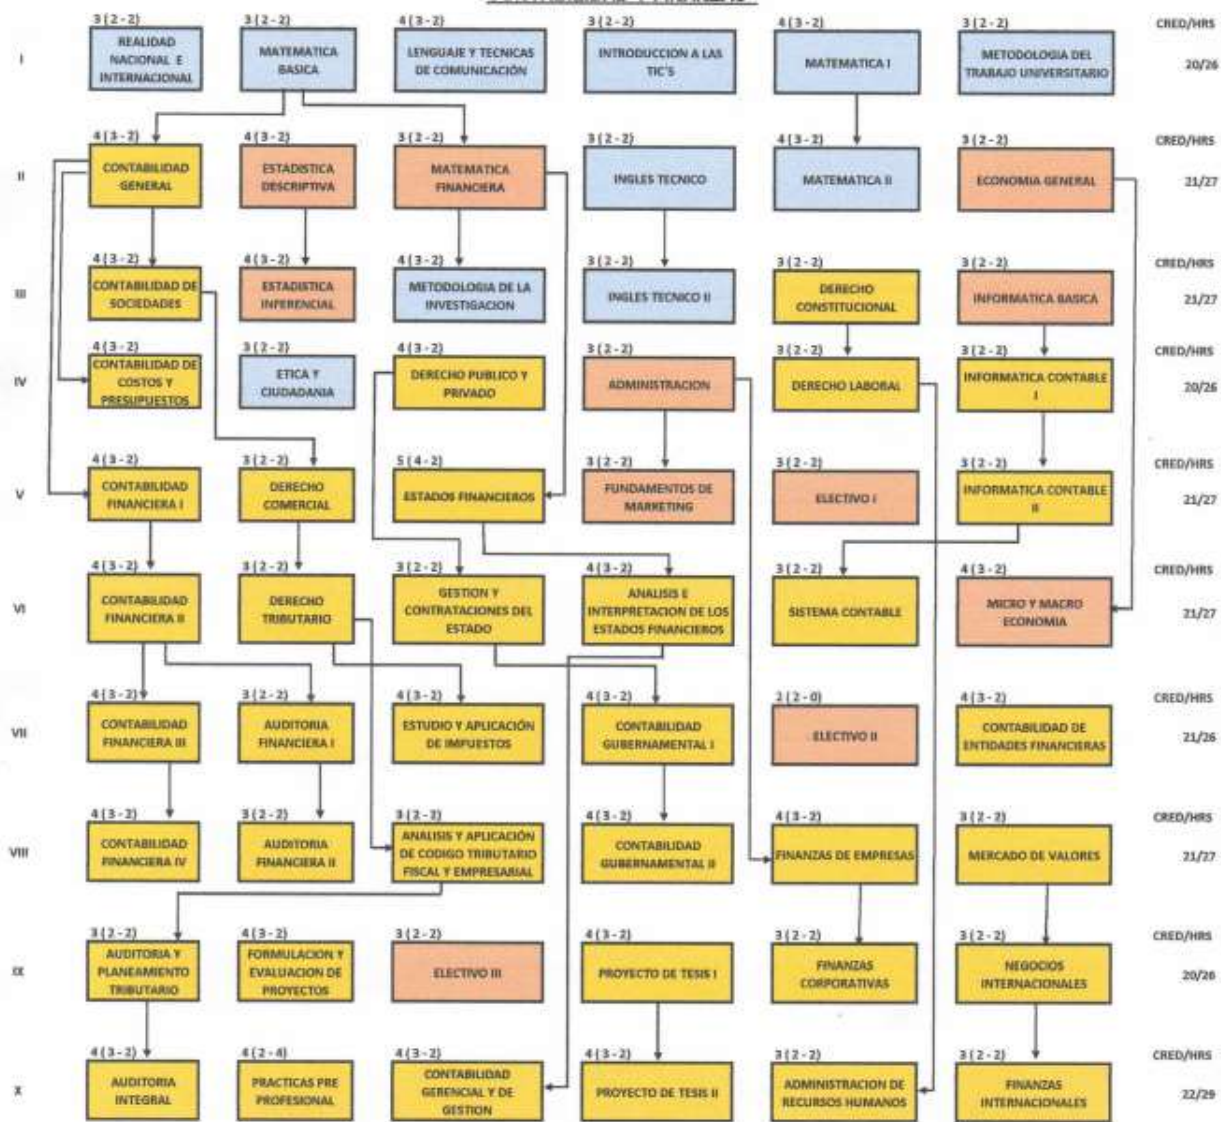 3 (2 - 2)
3 (2 - 2)
4 (3 - 2)
3 (2 - 2)
4 (3 - 2)
3 (2 - 2)
CRED/HRS
I
REALIDAD
NACIONAL E
INTERNACIONAL
MATEMATICA
BASICA
LENGUAJE Y TECNICAS
DE COMUNICACIÓN
INTRODUCCION A LAS
TIC'S
MATEMATICA I
METODOLOGIA DEL
TRABAJO UNIVERSITARIO
20/26
4 (3 - 2)
4 (3 - 2)
3 (2 - 2)
3 (2 - 2)
4 (3 - 2)
3 (2 - 2)
CRED/HRS
II
CONTABILIDAD
GENERAL
ESTADISTICA
DESCRIPTIVA
MATEMATICA
FINANCIERA
INGLES TECNICO
MATEMATICA II
ECONOMIA GENERAL
21/27
4 (3 - 2)
4 (3 - 2)
4 (3 - 2)
3 (2 - 2)
3 (2 - 2)
3 (2 - 2)
CRED/HRS
III
CONTABILIDAD DE
SOCIEDADES
ESTADISTICA
INFERENCIAL
METODOLOGIA DE LA
INVESTIGACION
INGLES TECNICO II
DERECHO
CONSTITUCIONAL
INFORMATICA BASICA
21/27
4 (3 - 2)
3 (2 - 2)
4 (3 - 2)
3 (2 - 2)
3 (2 - 2)
3 (2 - 2)
CRED/HRS
IV
CONTABILIDAD DE
COSTOS Y
PRESUPUESTOS
ETICA Y
CIUDADANIA
DERECHO PUBLICO Y
PRIVADO
ADMINISTRACION
DERECHO LABORAL
INFORMATICA CONTABLE
I
20/26
4 (3 - 2)
3 (2 - 2)
5 (4 - 2)
3 (2 - 2)
3 (2 - 2)
3 (2 - 2)
CRED/HRS
V
CONTABILIDAD
FINANCIERA I
DERECHO
COMERCIAL
ESTADOS FINANCIEROS
FUNDAMENTOS DE
MARKETING
ELECTIVO I
INFORMATICA CONTABLE
II
21/27
4 (3 - 2)
3 (2 - 2)
3 (2 - 2)
4 (3 - 2)
3 (2 - 2)
4 (3 - 2)
CRED/HRS
VI
CONTABILIDAD
FINANCIERA II
DERECHO
TRIBUTARIO
GESTION Y
CONTRATACIONES DEL
ESTADO
ANALISIS E
INTERPRETACION DE LOS
ESTADOS FINANCIEROS
SISTEMA CONTABLE
MICRO Y MACRO
ECONOMIA
21/27
4 (3 - 2)
3 (2 - 2)
4 (3 - 2)
4 (3 - 2)
2 (2 - 0)
4 (3 - 2)
CRED/HRS
VII
CONTABILIDAD
FINANCIERA III
AUDITORIA
FINANCIERA I
ESTUDIO Y APLICACIÓN
DE IMPUESTOS
CONTABILIDAD
GUBERNAMENTAL I
ELECTIVO II
CONTABILIDAD DE
ENTIDADES FINANCIERAS
21/26
4 (3 - 2)
3 (2 - 2)
3 (2 - 2)
4 (3 - 2)
4 (3 - 2)
3 (2 - 2)
CRED/HRS
VIII
CONTABILIDAD
FINANCIERA IV
AUDITORIA
FINANCIERA II
ANALISIS Y APLICACIÓN
DE CODIGO TRIBUTARIO
FISCAL Y EMPRESARIAL
CONTABILIDAD
GUBERNAMENTAL II
FINANZAS DE EMPRESAS
MERCADO DE VALORES
21/27
3 (2 - 2)
4 (3 - 2)
3 (2 - 2)
4 (3 - 2)
3 (2 - 2)
3 (2 - 2)
CRED/HRS
IX
AUDITORIA Y
PLANEAMIENTO
TRIBUTARIO
FORMULACION Y
EVALUACION DE
PROYECTOS
ELECTIVO III
PROYECTO DE TESIS I
FINANZAS
CORPORATIVAS
NEGOCIOS
INTERNACIONALES
20/26
4 (3 - 2)
4 (2 - 4)
4 (3 - 2)
4 (3 - 2)
3 (2 - 2)
3 (2 - 2)
CRED/HRS
X
AUDITORIA
INTEGRAL
PRACTICAS PRE
PROFESIONAL
CONTABILIDAD
GERENCIAL Y DE
GESTION
PROYECTO DE TESIS II
ADMINISTRACION DE
RECURSOS HUMANOS
FINANZAS
INTERNACIONALES
22/29